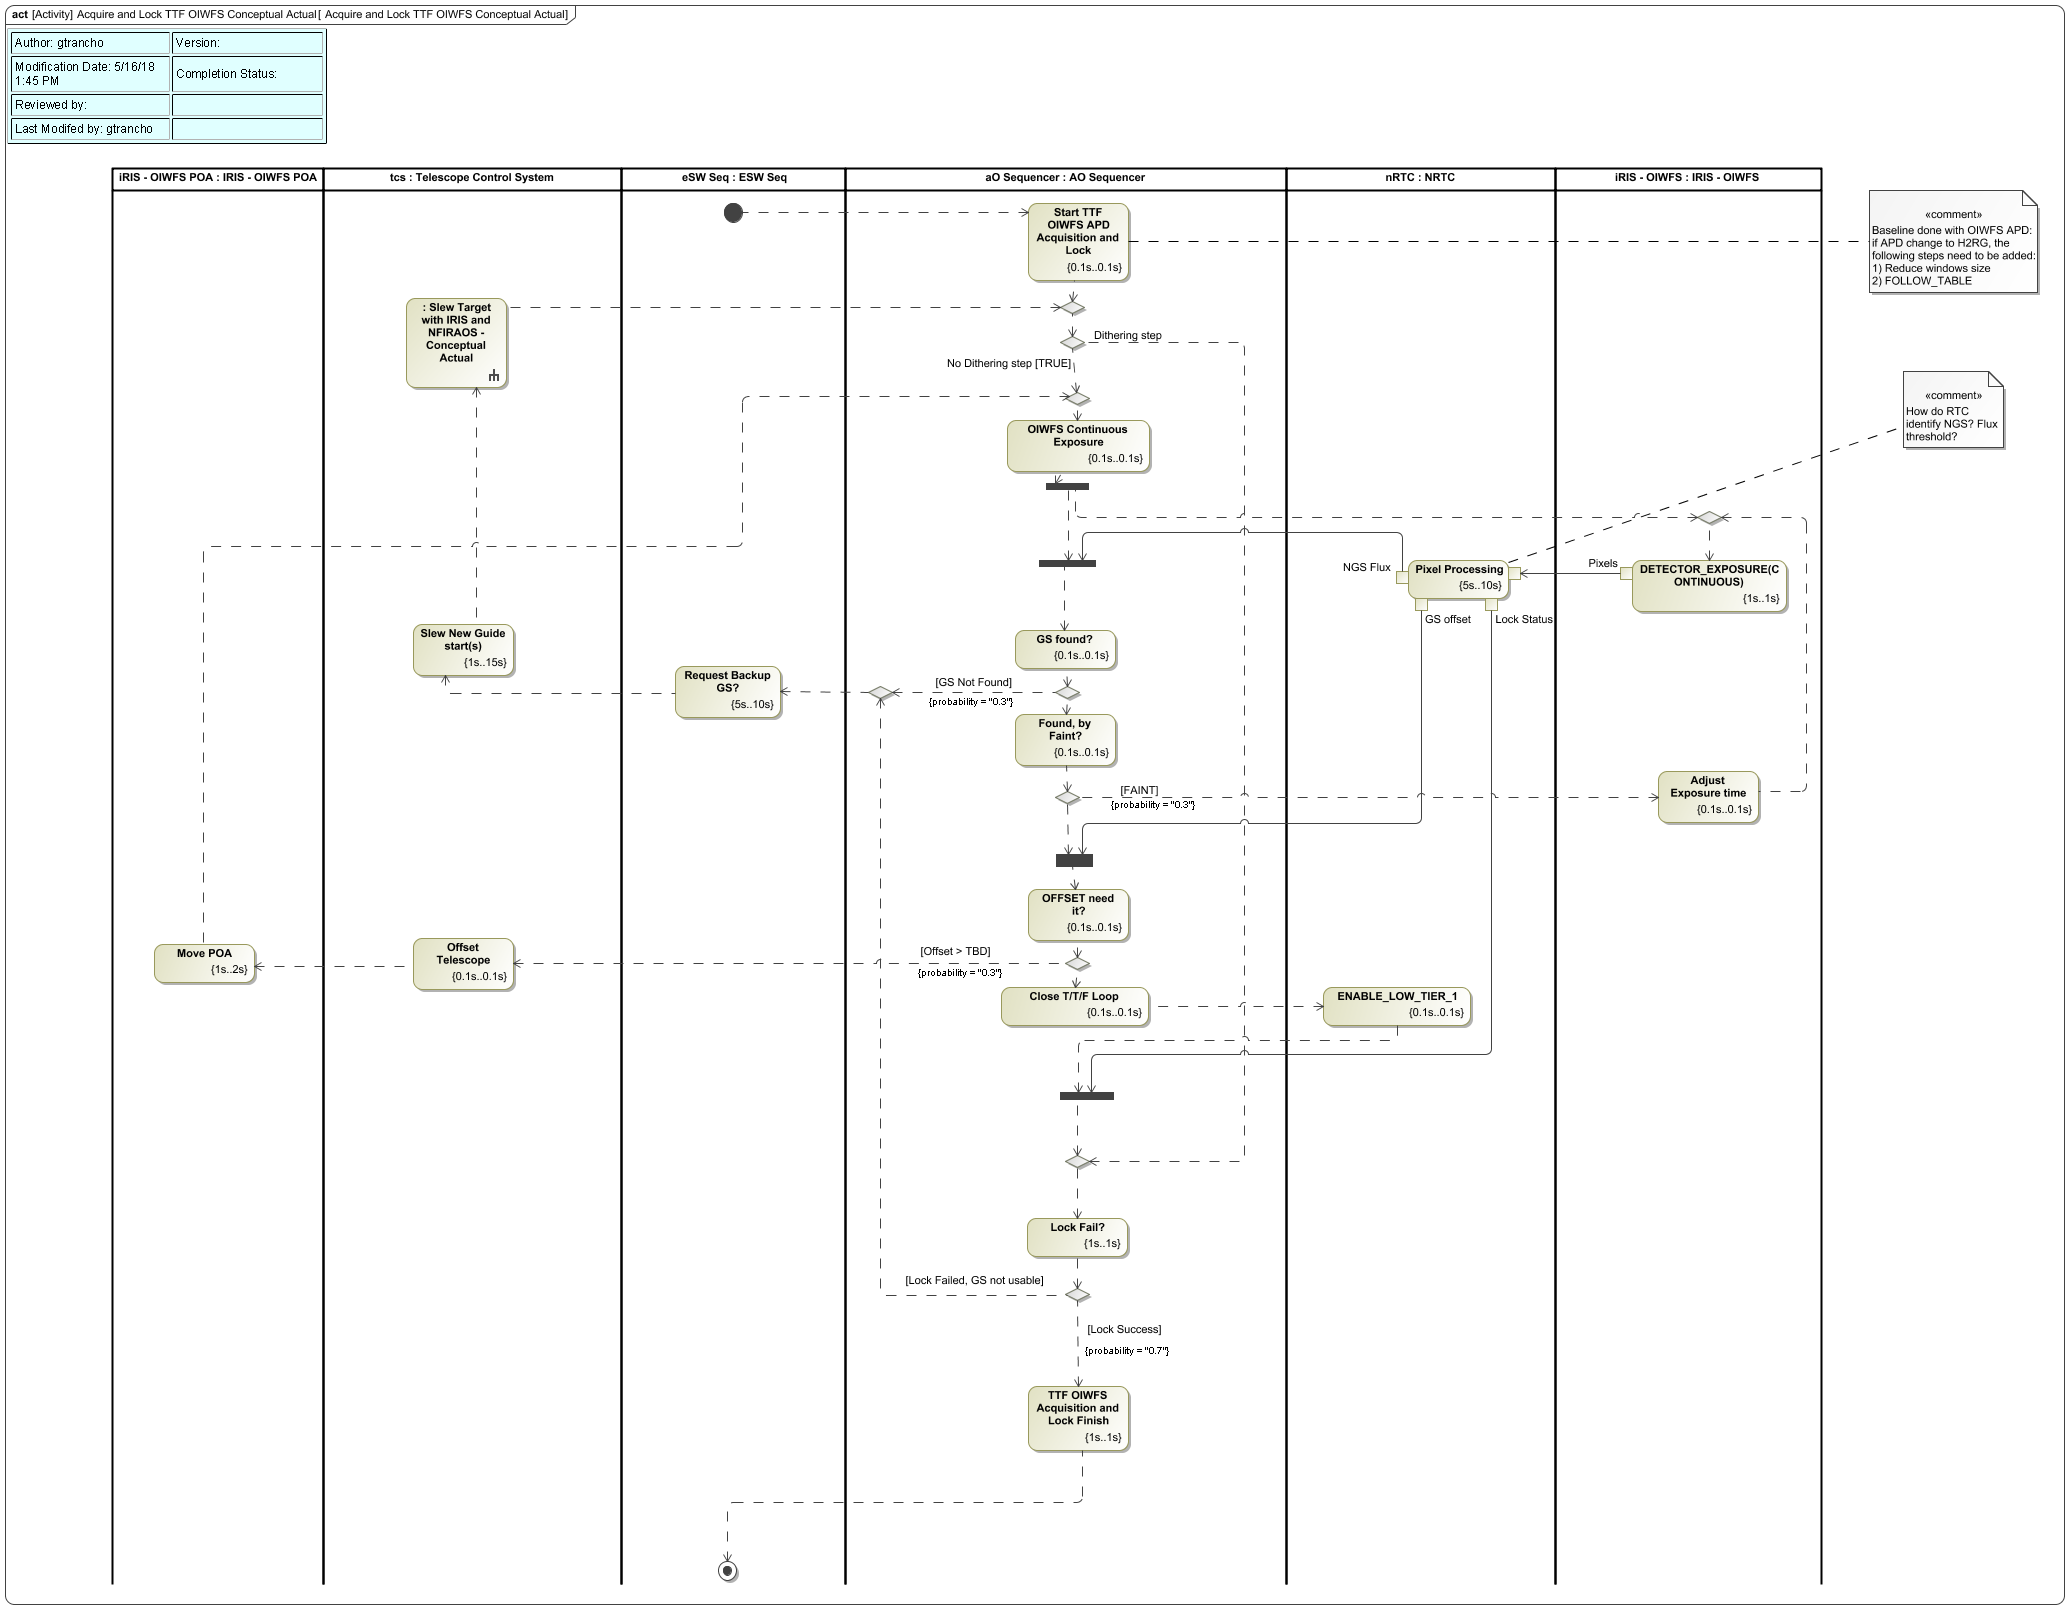 act [Activity] Acquire and Lock TTF OIWFS Conceptual Actual[ Acquire and Lock TTF OIWFS Conceptual Actual]
Author: gtrancho
Version:
Modification Date: 5/16/18
1:45 PM
Completion Status:
Reviewed by:
Last Modifed by: gtrancho
iRIS - OIWFS POA : IRIS - OIWFS POA
tcs : Telescope Control System
eSW Seq : ESW Seq
aO Sequencer : AO Sequencer
nRTC : NRTC
iRIS - OIWFS : IRIS - OIWFS
Start TTF
OIWFS APD
Acquisition and
Lock
{0.1s..0.1s}
«comment»
Baseline done with OIWFS APD:
if APD change to H2RG, the
following steps need to be added:
1) Reduce windows size
2) FOLLOW_TABLE
: Slew Target
with IRIS and
NFIRAOS -
Conceptual
Actual
Dithering step
No Dithering step [TRUE]
«comment»
How do RTC
identify NGS? Flux
threshold?
OIWFS Continuous
Exposure
{0.1s..0.1s}
NGS Flux
Pixel Processing
{5s..10s}
Pixels
DETECTOR_EXPOSURE(C
ONTINUOUS)
{1s..1s}
GS offset
Lock Status
Slew New Guide
start(s)
{1s..15s}
GS found?
{0.1s..0.1s}
Request Backup
GS?
{5s..10s}
[GS Not Found]
{probability = "0.3"}
Found, by
Faint?
{0.1s..0.1s}
[FAINT]
{probability = "0.3"}
Adjust
Exposure time
{0.1s..0.1s}
OFFSET need
it?
{0.1s..0.1s}
Move POA
{1s..2s}
Offset
Telescope
{0.1s..0.1s}
[Offset > TBD]
{probability = "0.3"}
Close T/T/F Loop
{0.1s..0.1s}
ENABLE_LOW_TIER_1
{0.1s..0.1s}
Lock Fail?
{1s..1s}
[Lock Failed, GS not usable]
[Lock Success]
{probability = "0.7"}
TTF OIWFS
Acquisition and
Lock Finish
{1s..1s}